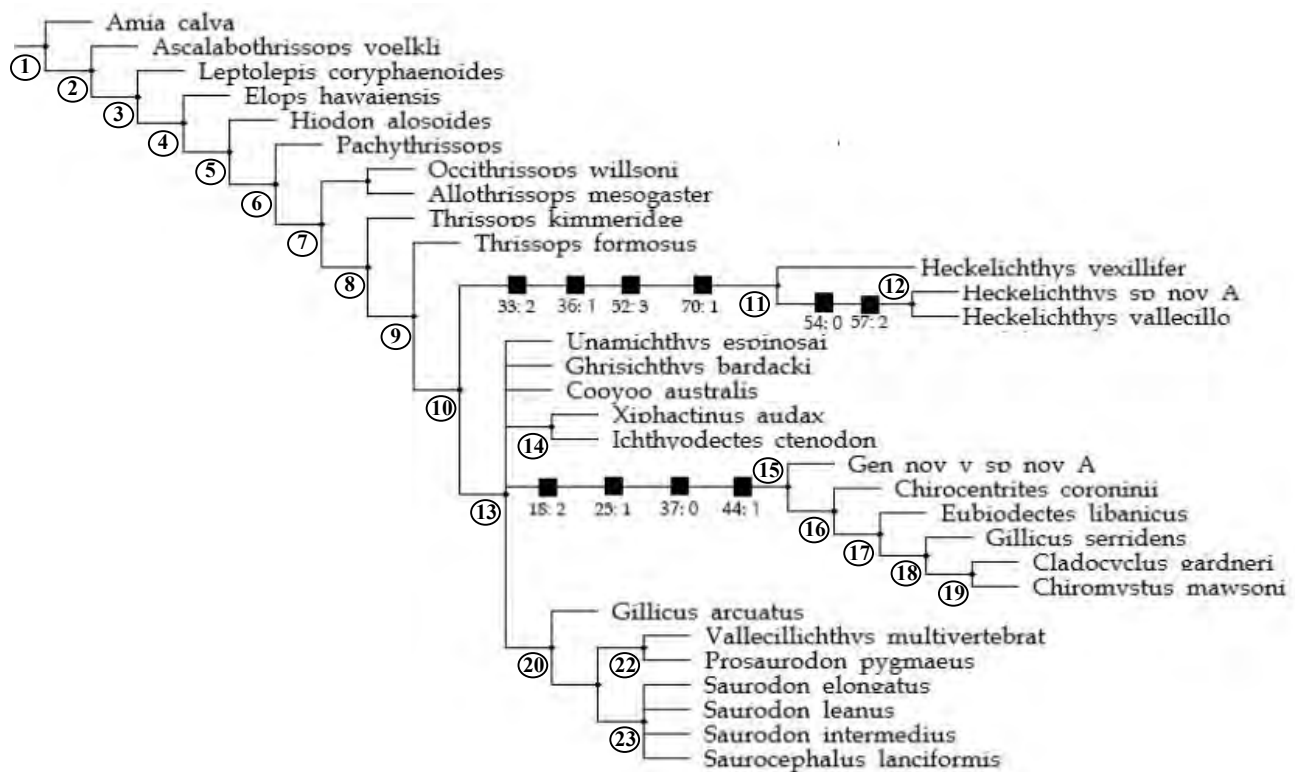 Amia calva
1
Ascalabothrissops voelkli
2
Leptolepis coryphaenoides
3
Elops hawaiensis
4
Hiodon alosoides
5
Pachythrissops
6
Occithrissops willsoni
Allothrissops mesogaster
7
Thrissops kimmeridge
8
Thrissops formosus
9
33: 2 36: 1 52: 3 70: 1
11
Heckelichthys vexillifer
54: 0 57: 2
12
Heckelichthys sp nov A
Heckelichthys vallecillo
10
Unamichthys espinosai
Ghrisichthys bardacki
Cooyoo australis
Xiphactinus audax
14
Ichthyodectes ctenodon
13
18: 2 25: 1 37: 0 44: 1
15
Gen nov y sp nov A
16
Chirocentrites coroninii
17
Eubiodectes libanicus
18
Gillicus serridens
19
Cladocyclus gardneri
Chiromystus mawsoni
Gillicus arcuatus
20
Vallecillichthys multivertebrat
22
Prosaurodon pygmaeus
Saurodon elongatus
Saurodon leanus
23
Saurodon intermedius
Saurocephalus lanciformis